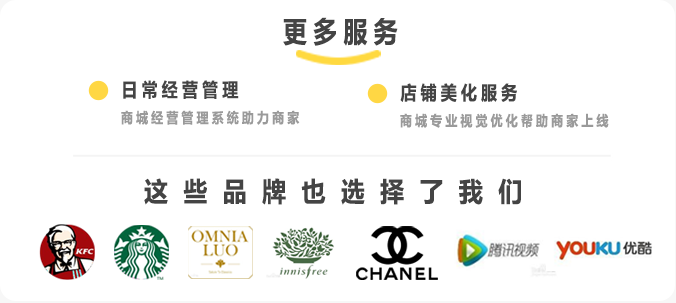 更多服务
日常经营管理
商城经营管理系统助力商家
店铺美化服务
商城专业视觉优化帮助商家上线
这些品牌也选择了我们
KFC
TM
OMNIA
LUO
innisfree
CHANEL
腾讯视频
YOUKU 优酷